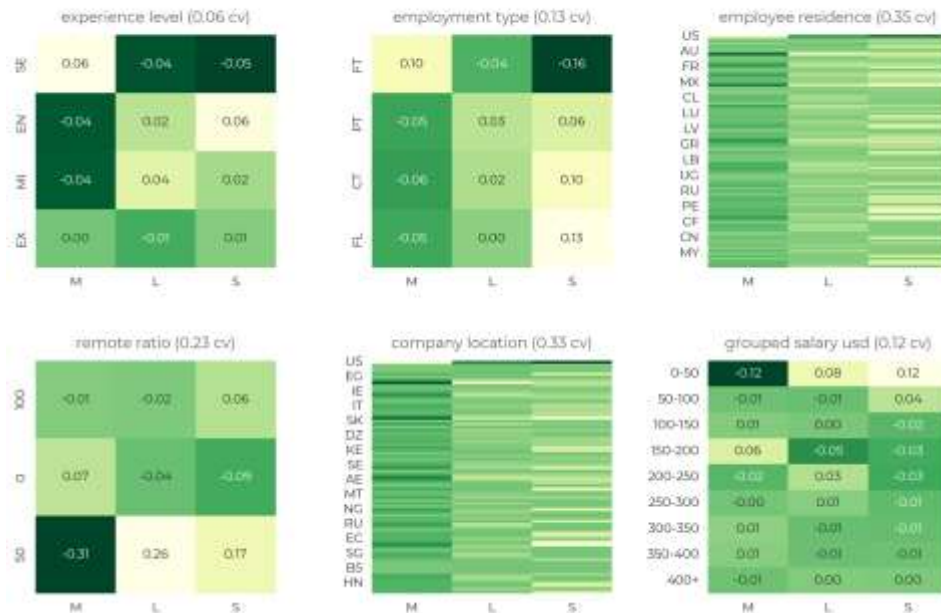 experience level (0.06 cv)
SE 0.06 -0.04 -0.05
EN -0.04 0.02 0.06
MI -0.04 0.04 0.02
EX 0.00 -0.01 0.01
M L S
employment type (0.13 cv)
FT 0.10 -0.04 -0.16
PT -0.05 0.03 0.06
CT -0.06 0.02 0.10
FL -0.05 0.00 0.13
M L S
employee residence (0.35 cv)
US
AU
FR
MX
CL
LU
LV
GR
LB
UG
RU
PE
CF
CN
MY
M L S
remote ratio (0.23 cv)
100 -0.01 -0.02 0.06
0 0.07 -0.04 -0.09
50 -0.31 0.26 0.17
M L S
company location (0.33 cv)
US
EG
IE
IT
SK
DZ
KE
SE
AE
MT
NG
RU
EC
SG
BS
HN
M L S
grouped salary usd (0.12 cv)
0-50 -0.12 0.08 0.12
50-100 -0.01 -0.01 0.04
100-150 0.01 0.00 -0.02
150-200 0.06 -0.05 -0.03
200-250 -0.02 0.03 -0.03
250-300 -0.00 0.01 -0.01
300-350 0.01 -0.01 -0.01
350-400 0.01 -0.01 -0.01
400+ -0.01 0.00 0.00
M L S